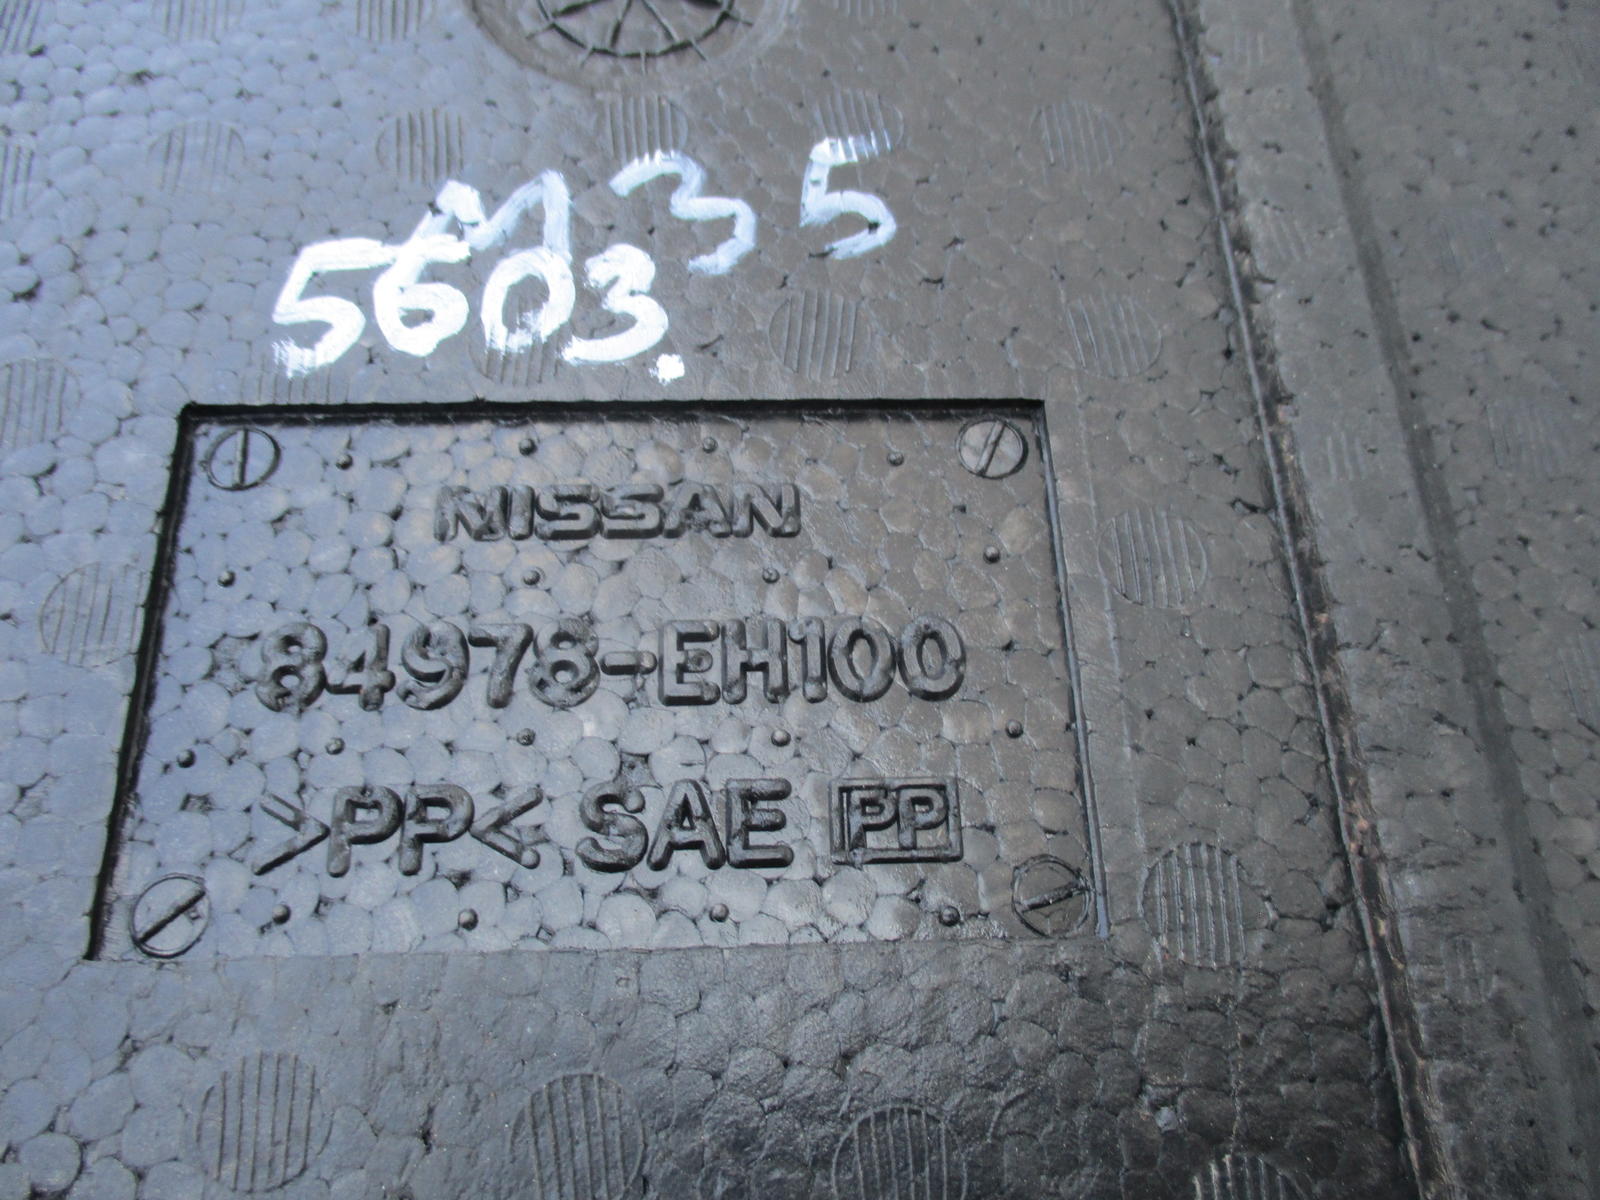 M35
5603.
NISSAN
84978-EH100
>PP< SAE PP